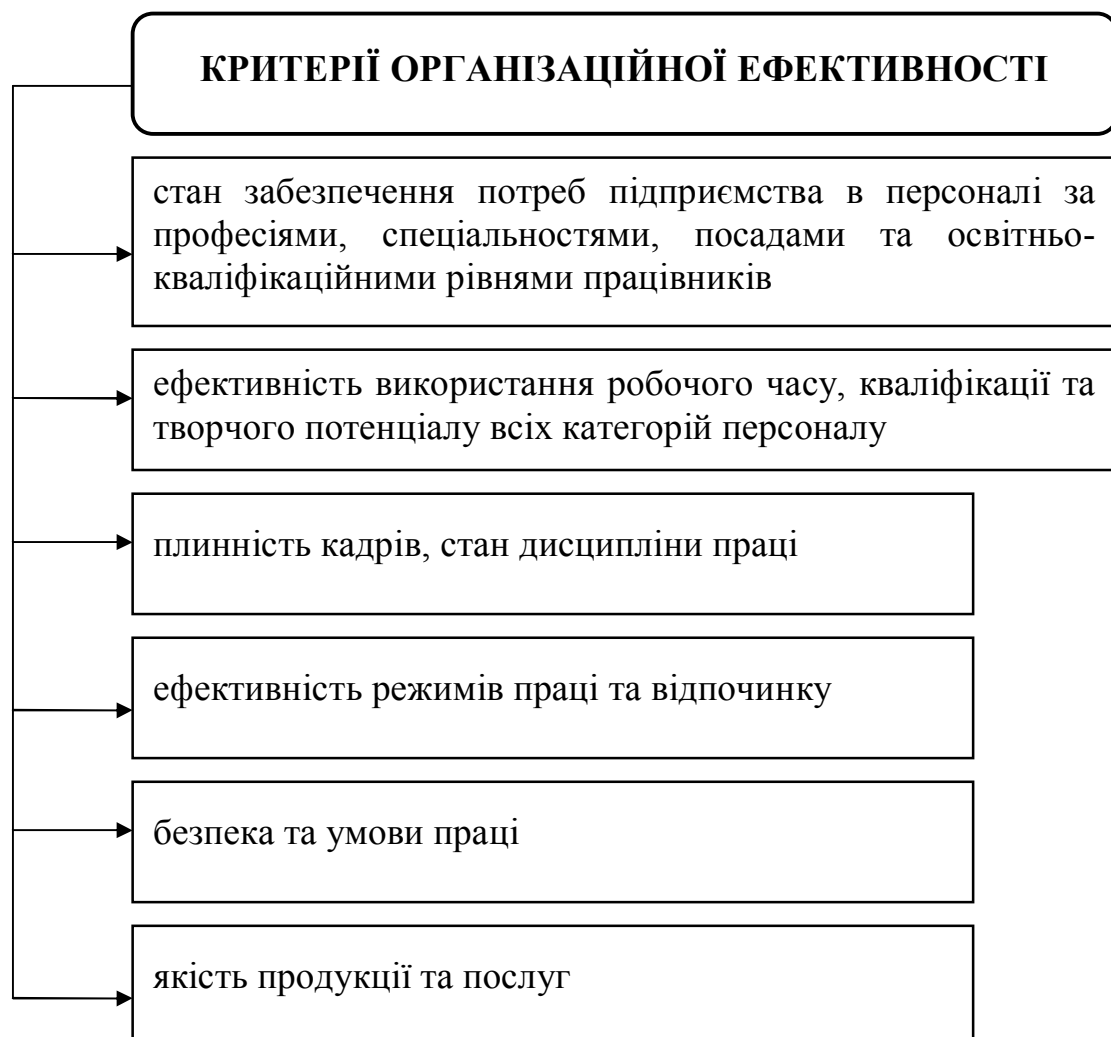 КРИТЕРІЇ ОРГАНІЗАЦІЙНОЇ ЕФЕКТИВНОСТІ
стан забезпечення потреб підприємства в персоналі за
професіями, спеціальностями, посадами та освітньо-
кваліфікаційними рівнями працівників
ефективність використання робочого часу, кваліфікації та
творчого потенціалу всіх категорій персоналу
плинність кадрів, стан дисципліни праці
ефективність режимів праці та відпочинку
безпека та умови праці
якість продукції та послуг